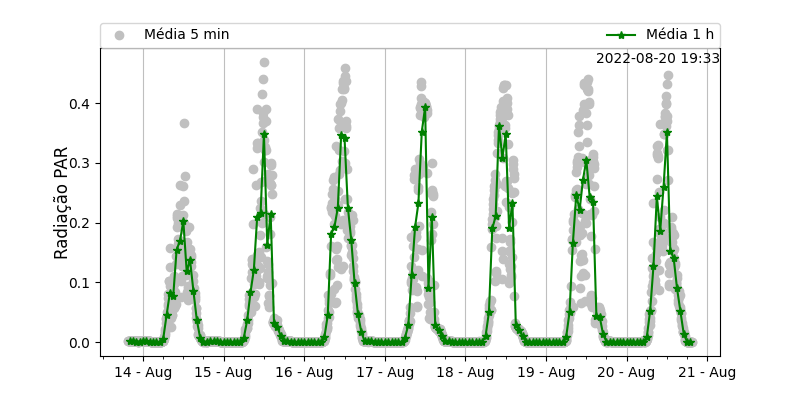 Média 5 min
Média 1 h
2022-08-20 19:33
Radiação PAR
0.4
0.3
0.2
0.1
0.0
14 - Aug
15 - Aug
16 - Aug
17 - Aug
18 - Aug
19 - Aug
20 - Aug
21 - Aug